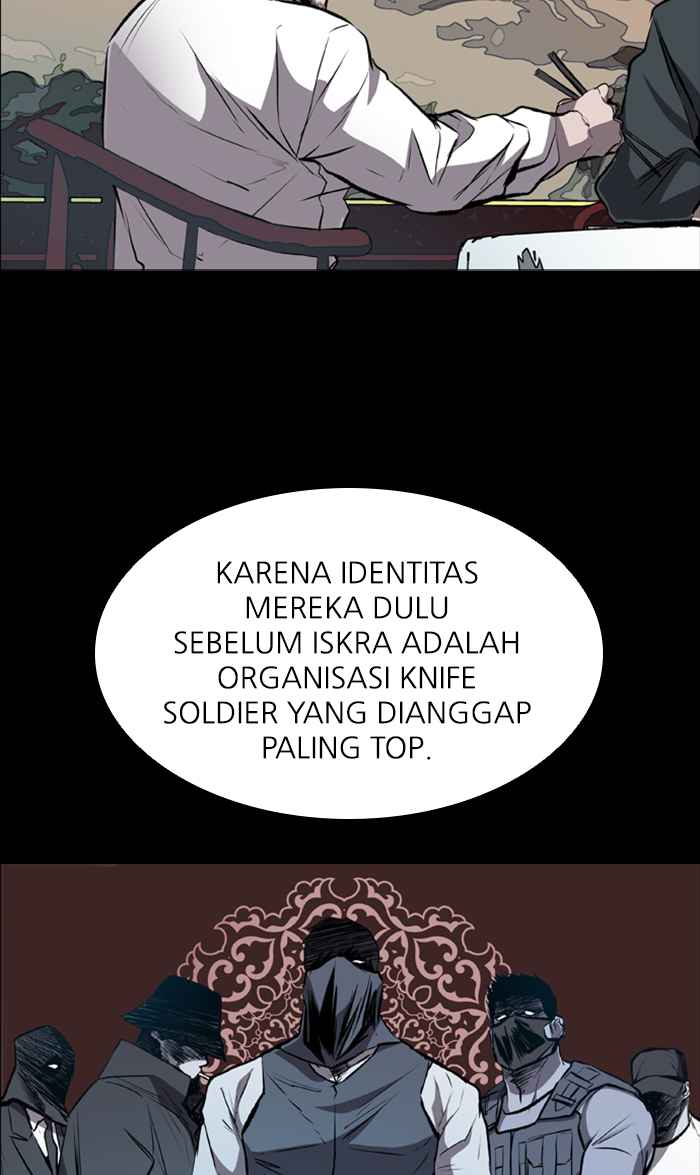 KARENA IDENTITAS
MEREKA DULU
SEBELUM ISKRA ADALAH
ORGANISASI KNIFE
SOLDIER YANG DIANGGAP
PALING TOP.